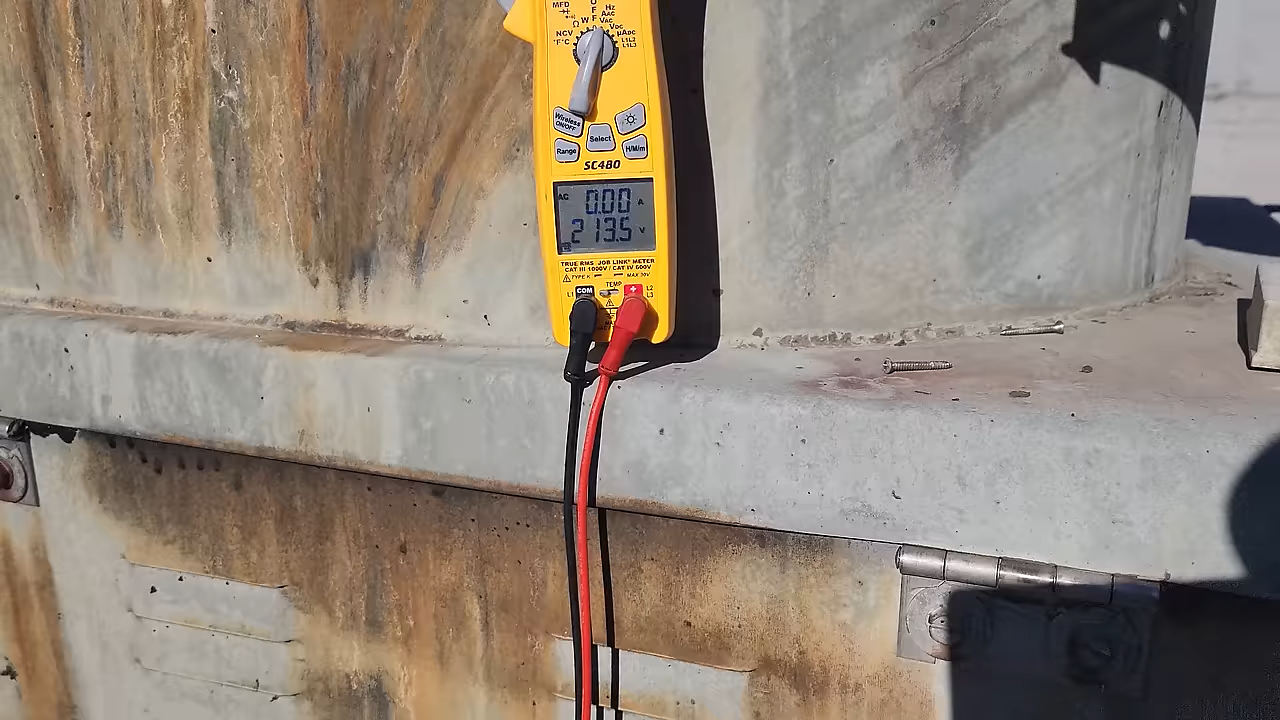 MFD
OFF
Hz
AAC
VAC
Ω
W
VDC
NCV
μADC
°F°C
L1L2
L1L3
Wireless
ON/OFF
Select
Range
H/M/m
SC480
AC 0.00 A
213.5 V
TRUE RMS JOB LINK® METER
CAT III 1000V / CAT IV 600V
TYPE K
MAX 30V
TEMP
L1 COM
+ L2
L3